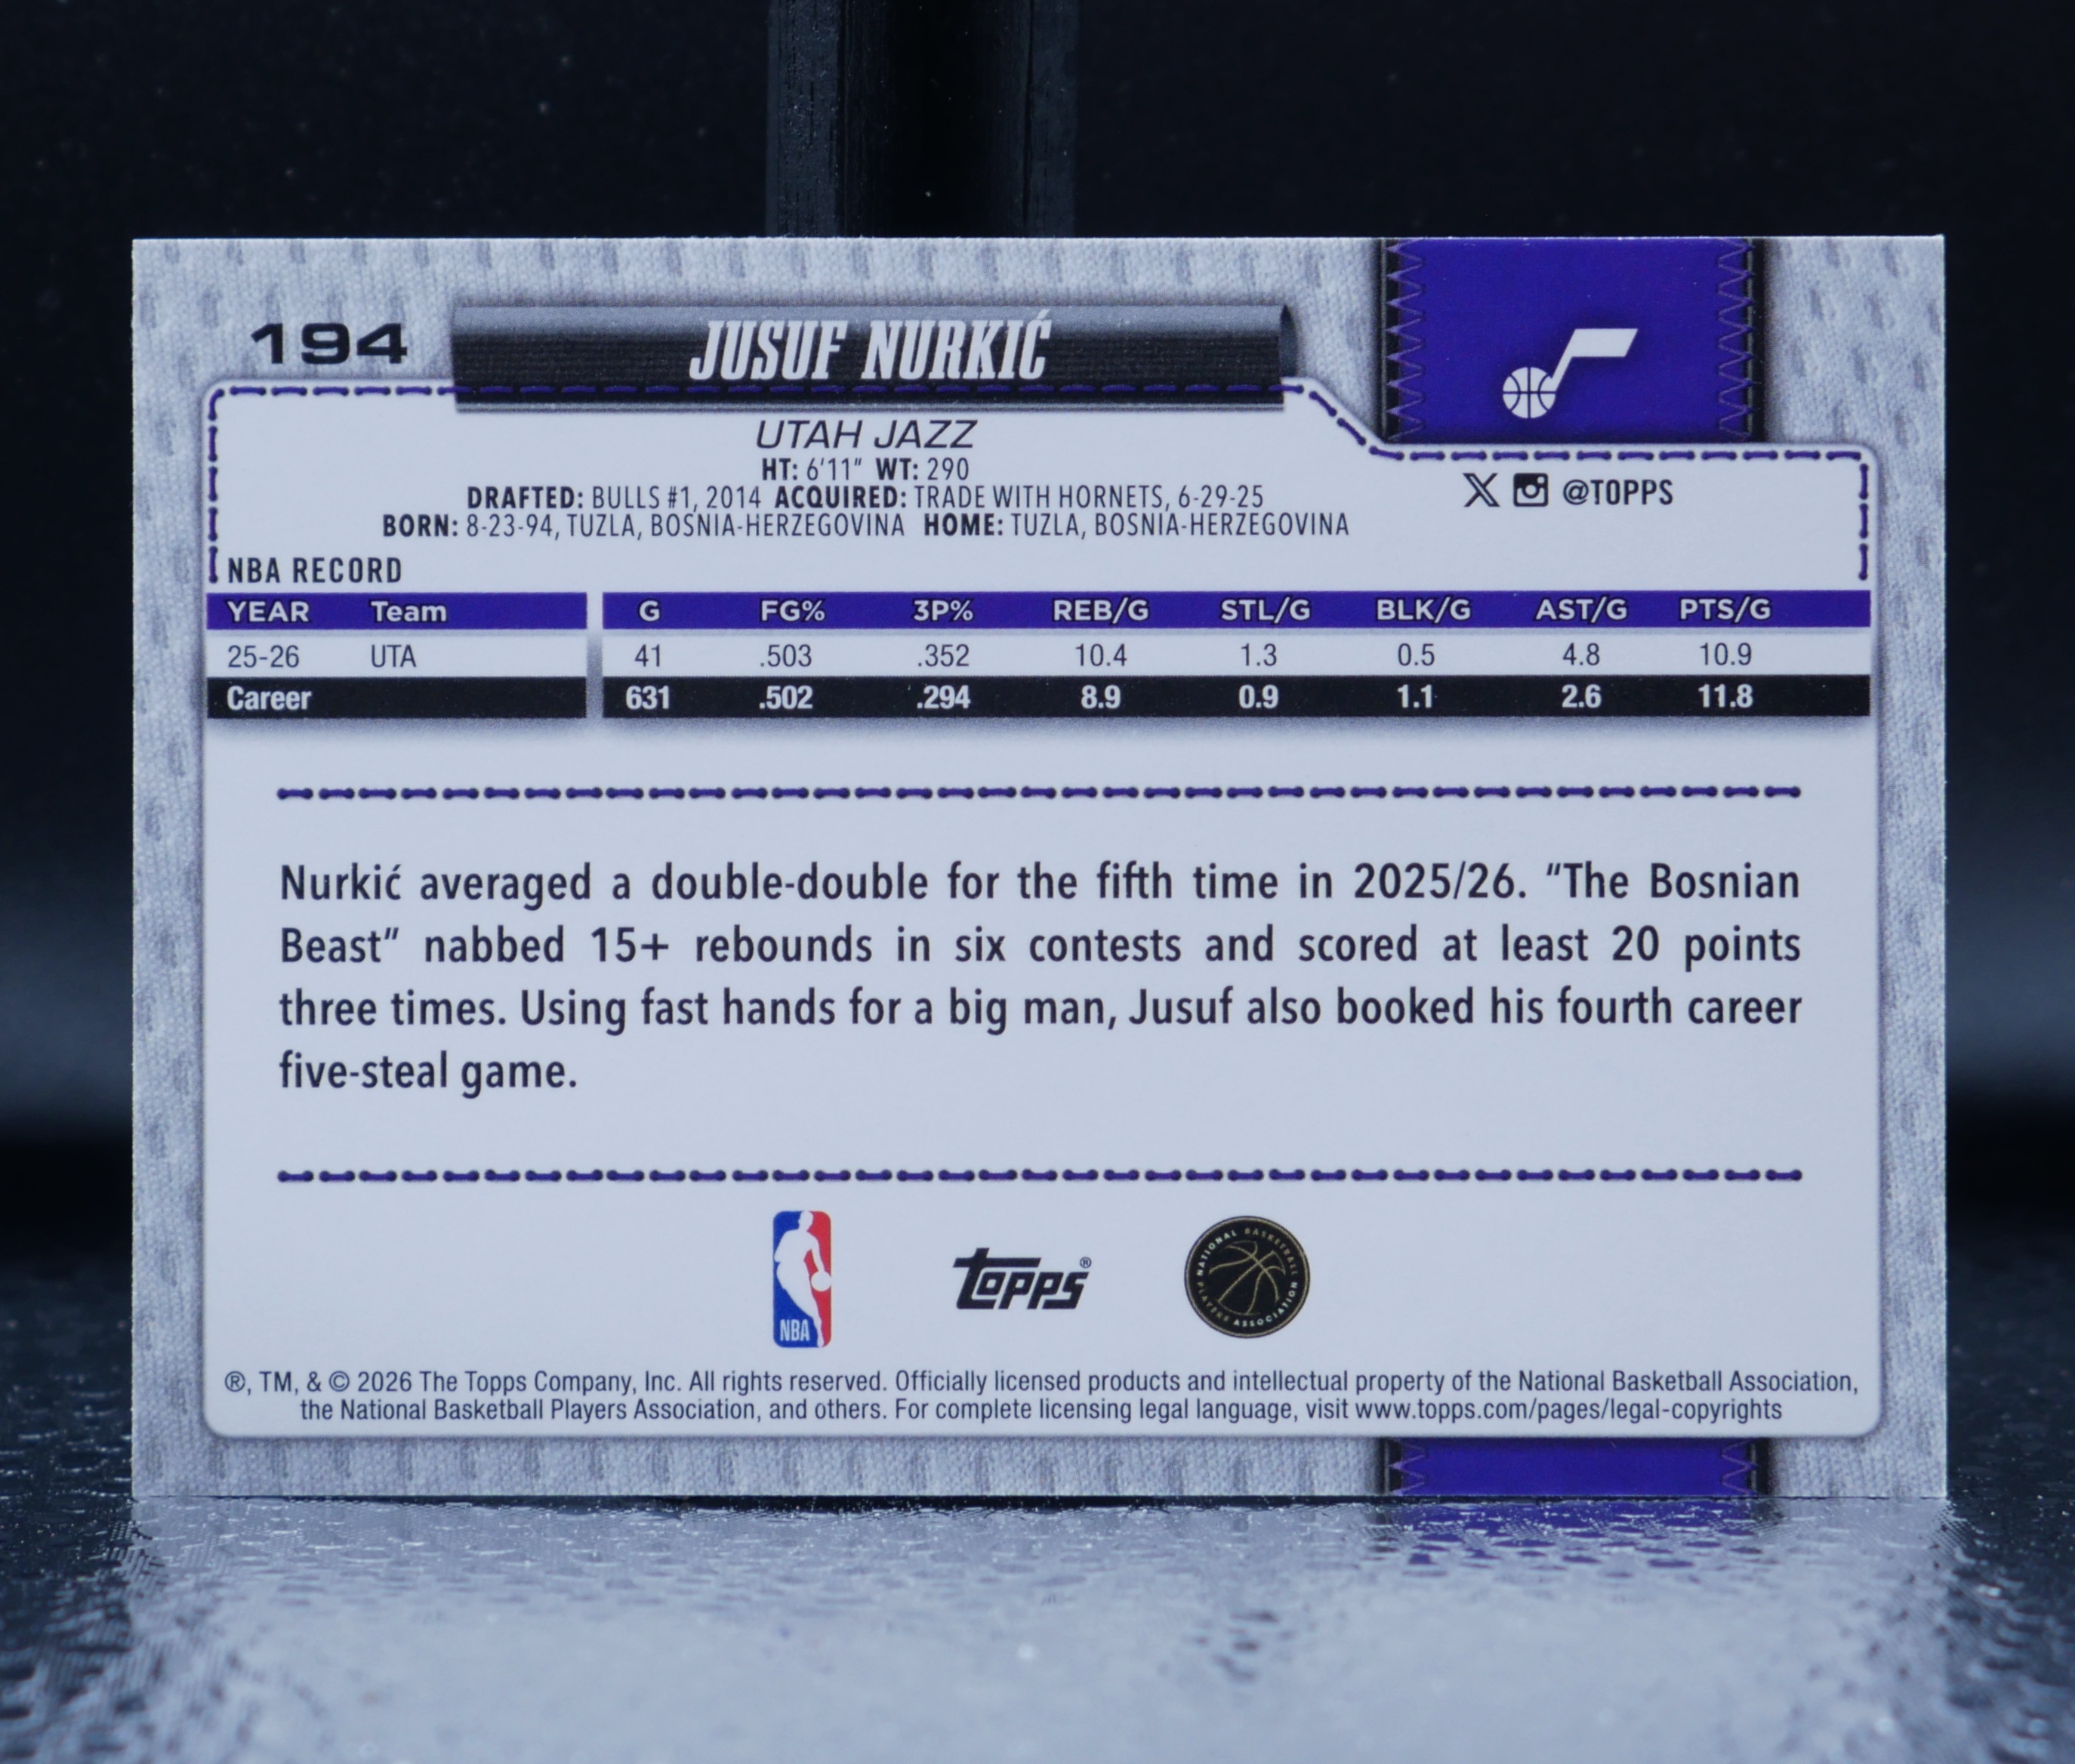 194
JUSUF NURKIĆ
UTAH JAZZ
HT: 6'11" WT: 290
DRAFTED: BULLS #1, 2014 ACQUIRED: TRADE WITH HORNETS, 6-29-25
BORN: 8-23-94, TUZLA, BOSNIA-HERZEGOVINA HOME: TUZLA, BOSNIA-HERZEGOVINA
@TOPPS
NBA RECORD
YEAR Team G FG% 3P% REB/G STL/G BLK/G AST/G PTS/G
25-26 UTA 41 .503 .352 10.4 1.3 0.5 4.8 10.9
Career 631 .502 .294 8.9 0.9 1.1 2.6 11.8
Nurkić averaged a double-double for the fifth time in 2025/26. "The Bosnian
Beast" nabbed 15+ rebounds in six contests and scored at least 20 points
three times. Using fast hands for a big man, Jusuf also booked his fourth career
five-steal game.
NBA
topps®
NATIONAL BASKETBALL PLAYERS ASSOCIATION
®, TM, & © 2026 The Topps Company, Inc. All rights reserved. Officially licensed products and intellectual property of the National Basketball Association,
the National Basketball Players Association, and others. For complete licensing legal language, visit www.topps.com/pages/legal-copyrights